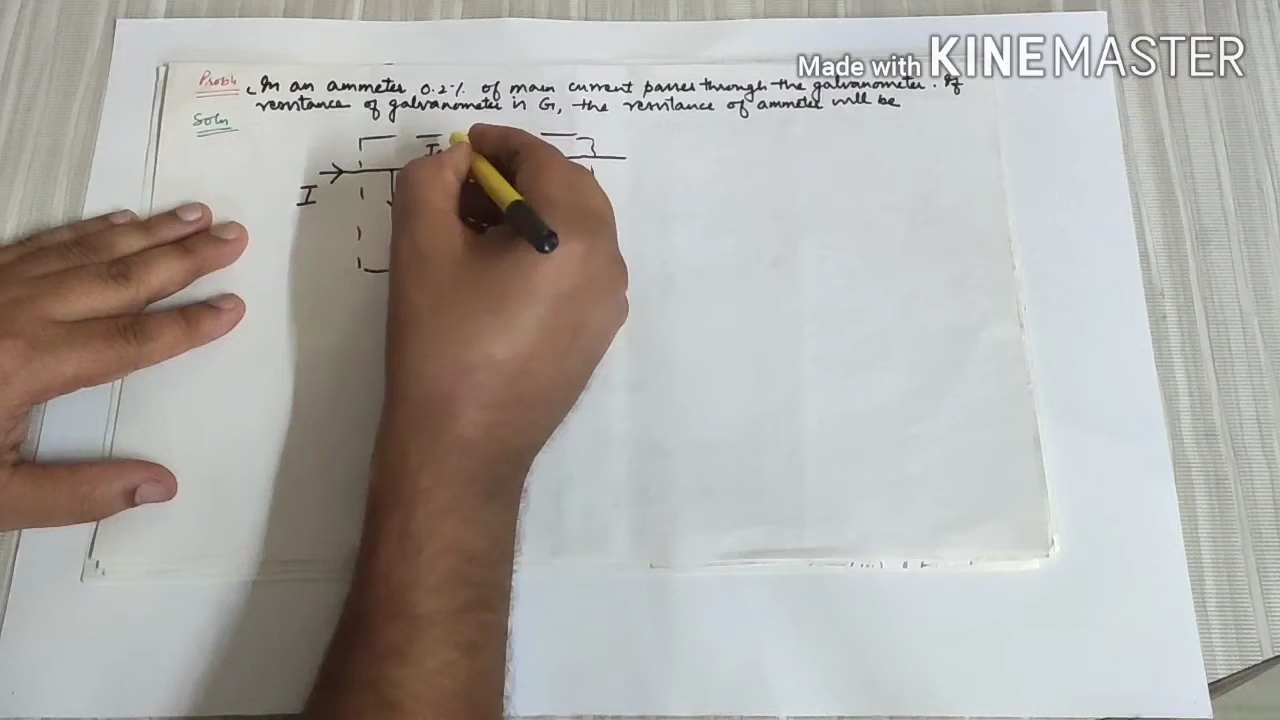 Made with KINEMASTER
Probl In an ammeter 0.2% of main current passes through the galvanometer. If
resistance of galvanometer is G, the resistance of ammeter will be
Soln
I